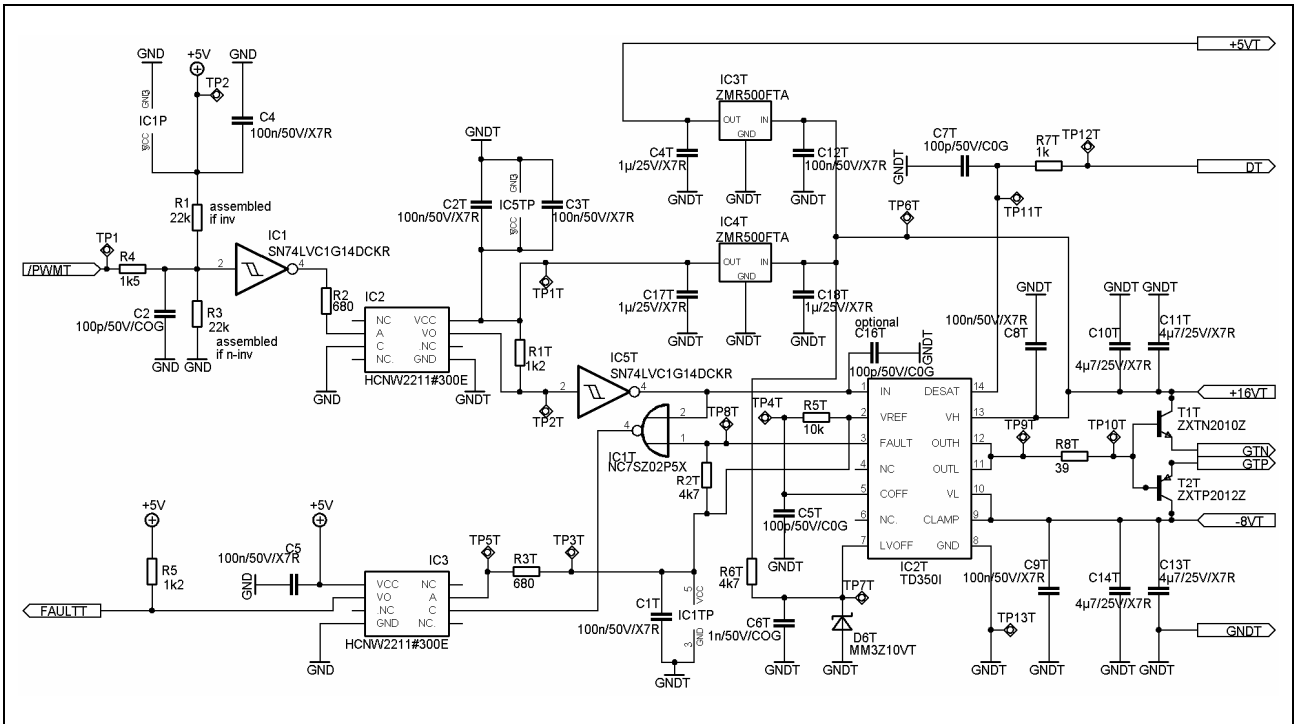 +5VT
GND
+5V
GND
TP2
GND
IC1P
VCC
C4
100n/50V/X7R
IC3T
ZMR500FTA
OUT
IN
GND
C4T
1µ/25V/X7R
C12T
100n/50V/X7R
GNDT
GNDT
GNDT
C7T
100p/50V/C0G
GNDT
R7T
1k
TP12T
DT
TP11T
TP6T
GNDT
C2T
100n/50V/X7R
GND
IC5TP
VCC
C3T
100n/50V/X7R
R1
22k
assembled
if inv
IC1
SN74LVC1G14DCKR
TP1
/PWMT
R4
1k5
2
4
C2
100p/50V/COG
R3
22k
assembled
if n-inv
GND
GND
R2
680
IC4T
ZMR500FTA
OUT
IN
GND
TP1T
C17T
1µ/25V/X7R
C18T
1µ/25V/X7R
GNDT
GNDT
GNDT
IC2
NC
A
C
NC.
VCC
VO
.NC
GND
HCNW2211#300E
GND
GNDT
R1T
1k2
TP2T
IC5T
SN74LVC1G14DCKR
2
4
optional
C16T
100p/50V/C0G
GNDT
GNDT
100n/50V/X7R
C8T
GNDT
GNDT
C10T
4µ7/25V/X7R
C11T
4µ7/25V/X7R
+16VT
4
2
1
IC1T
NC7SZ02P5X
TP8T
R2T
4k7
TP4T
R5T
10k
1
2
3
4
5
6
7
IN
VREF
FAULT
NC
COFF
NC.
LVOFF
DESAT
VH
OUTH
OUTL
VL
CLAMP
GND
14
13
12
11
10
9
8
IC2T
TD350I
TP9T
R8T
39
TP10T
T1T
ZXTN2010Z
GTN
GTP
T2T
ZXTP2012Z
-8VT
C5T
100p/50V/C0G
GNDT
R6T
4k7
TP7T
C6T
1n/50V/COG
D6T
MM3Z10VT
GNDT
GNDT
C9T
100n/50V/X7R
TP13T
C14T
4µ7/25V/X7R
C13T
4µ7/25V/X7R
GNDT
GNDT
GNDT
GNDT
GNDT
+5V
+5V
R5
1k2
C5
100n/50V/X7R
GND
IC3
VCC
VO
.NC
GND
NC
A
C
NC.
HCNW2211#300E
GND
FAULTT
TP5T
R3T
680
TP3T
C1T
100n/50V/X7R
5
VCC
IC1TP
3
GND
GNDT